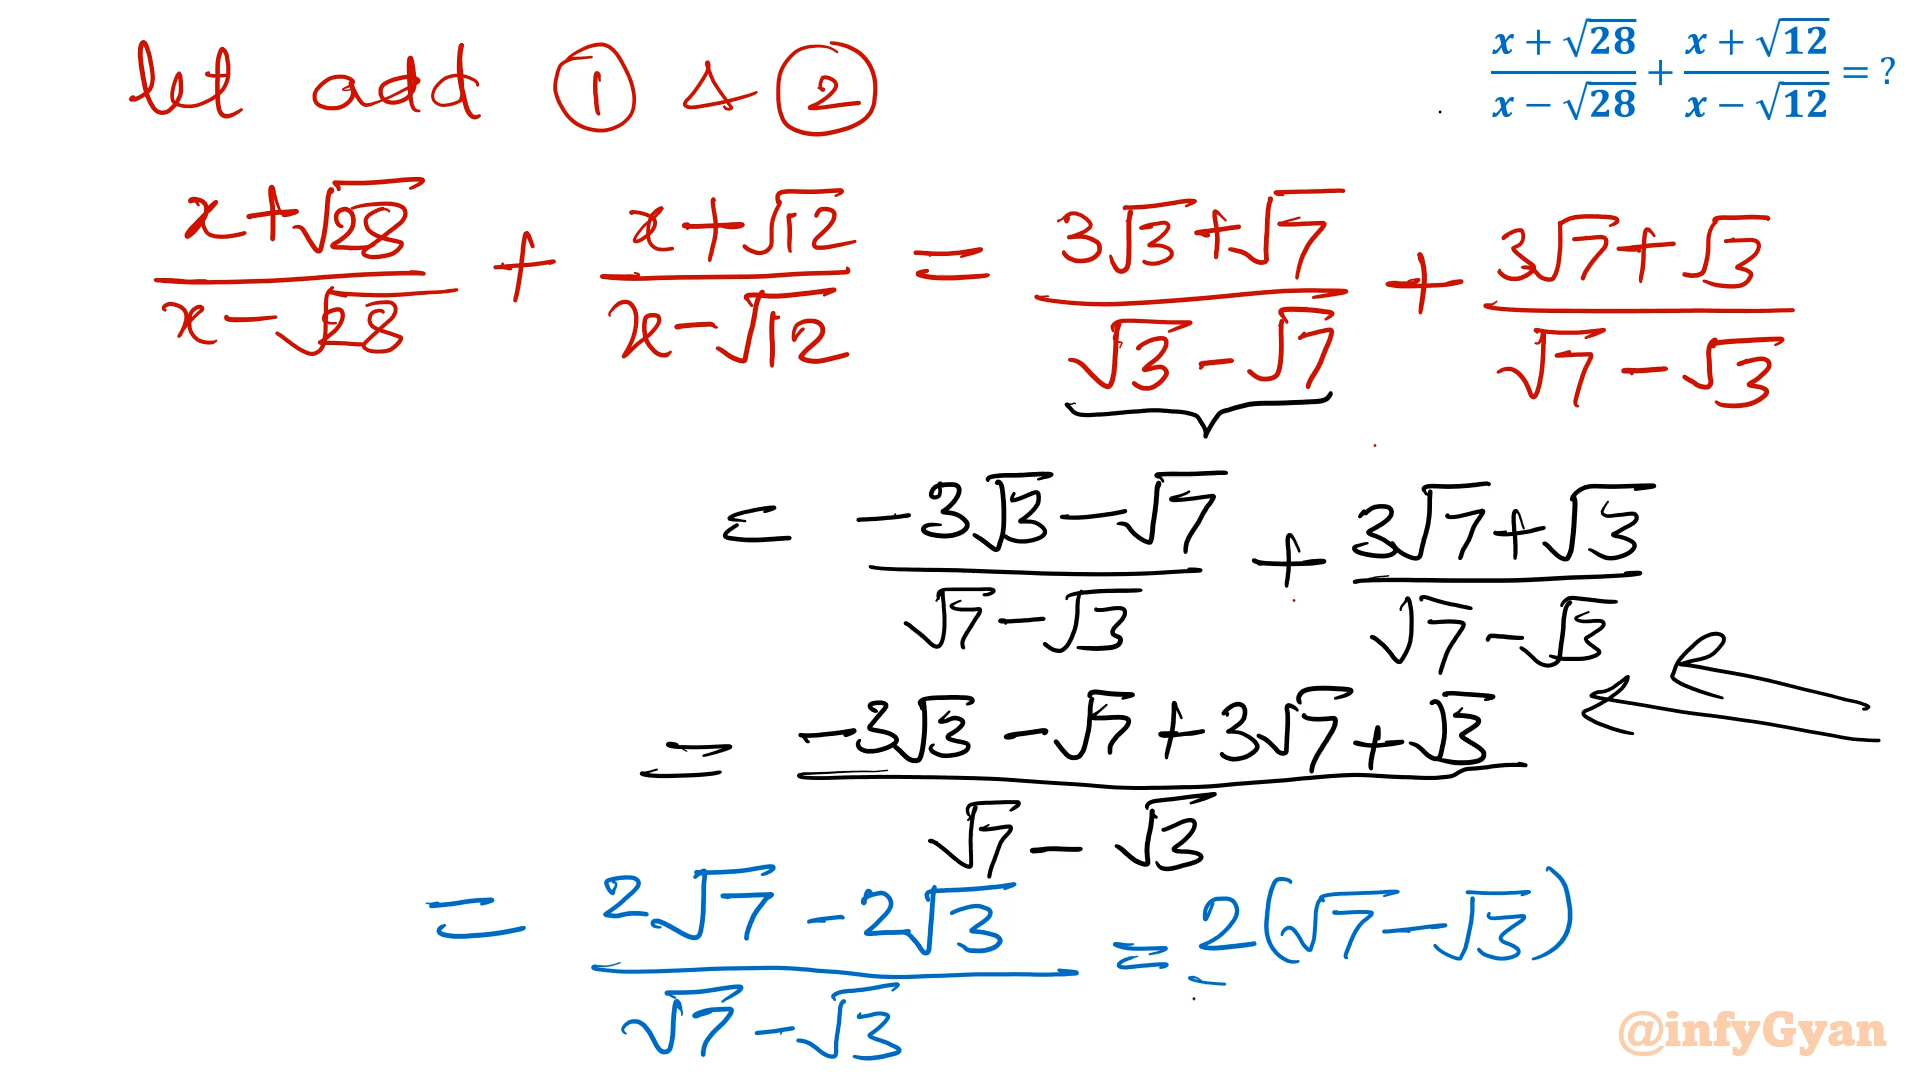 let add ① & ②
(x+√28)/(x−√28) + (x+√12)/(x−√12) = ?
(x+√28)/(x−√28) + (x+√12)/(x−√12) = (3√3+√7)/(√3−√7) + (3√7+√3)/(√7−√3)
= (−3√3−√7)/(√7−√3) + (3√7+√3)/(√7−√3)
= (−3√3−√7+3√7+√3)/(√7−√3)
= (2√7−2√3)/(√7−√3) = 2(√7−√3)
@infyGyan